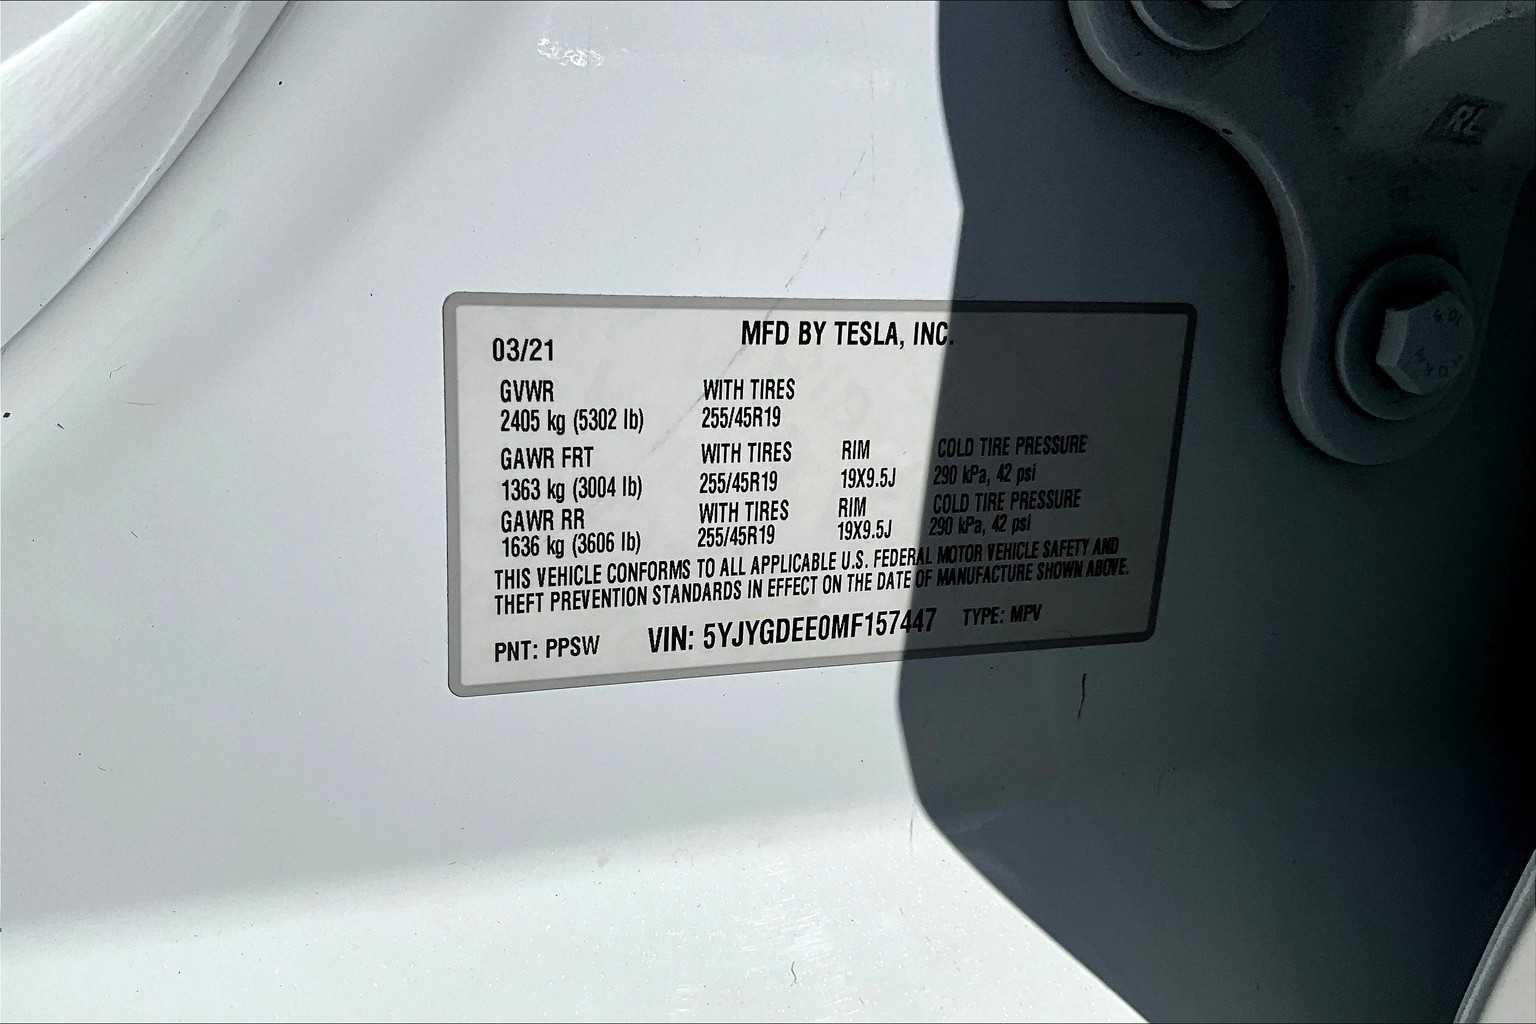 RL
MFD BY TESLA, INC.
03/21
GVWR WITH TIRES
2405 kg (5302 lb) 255/45R19
GAWR FRT WITH TIRES RIM COLD TIRE PRESSURE
1363 kg (3004 lb) 255/45R19 19X9.5J 290 kPa, 42 psi
GAWR RR WITH TIRES RIM COLD TIRE PRESSURE
1636 kg (3606 lb) 255/45R19 19X9.5J 290 kPa, 42 psi
THIS VEHICLE CONFORMS TO ALL APPLICABLE U.S. FEDERAL MOTOR VEHICLE SAFETY AND
THEFT PREVENTION STANDARDS IN EFFECT ON THE DATE OF MANUFACTURE SHOWN ABOVE.
PNT: PPSW VIN: 5YJYGDEE0MF157447 TYPE: MPV